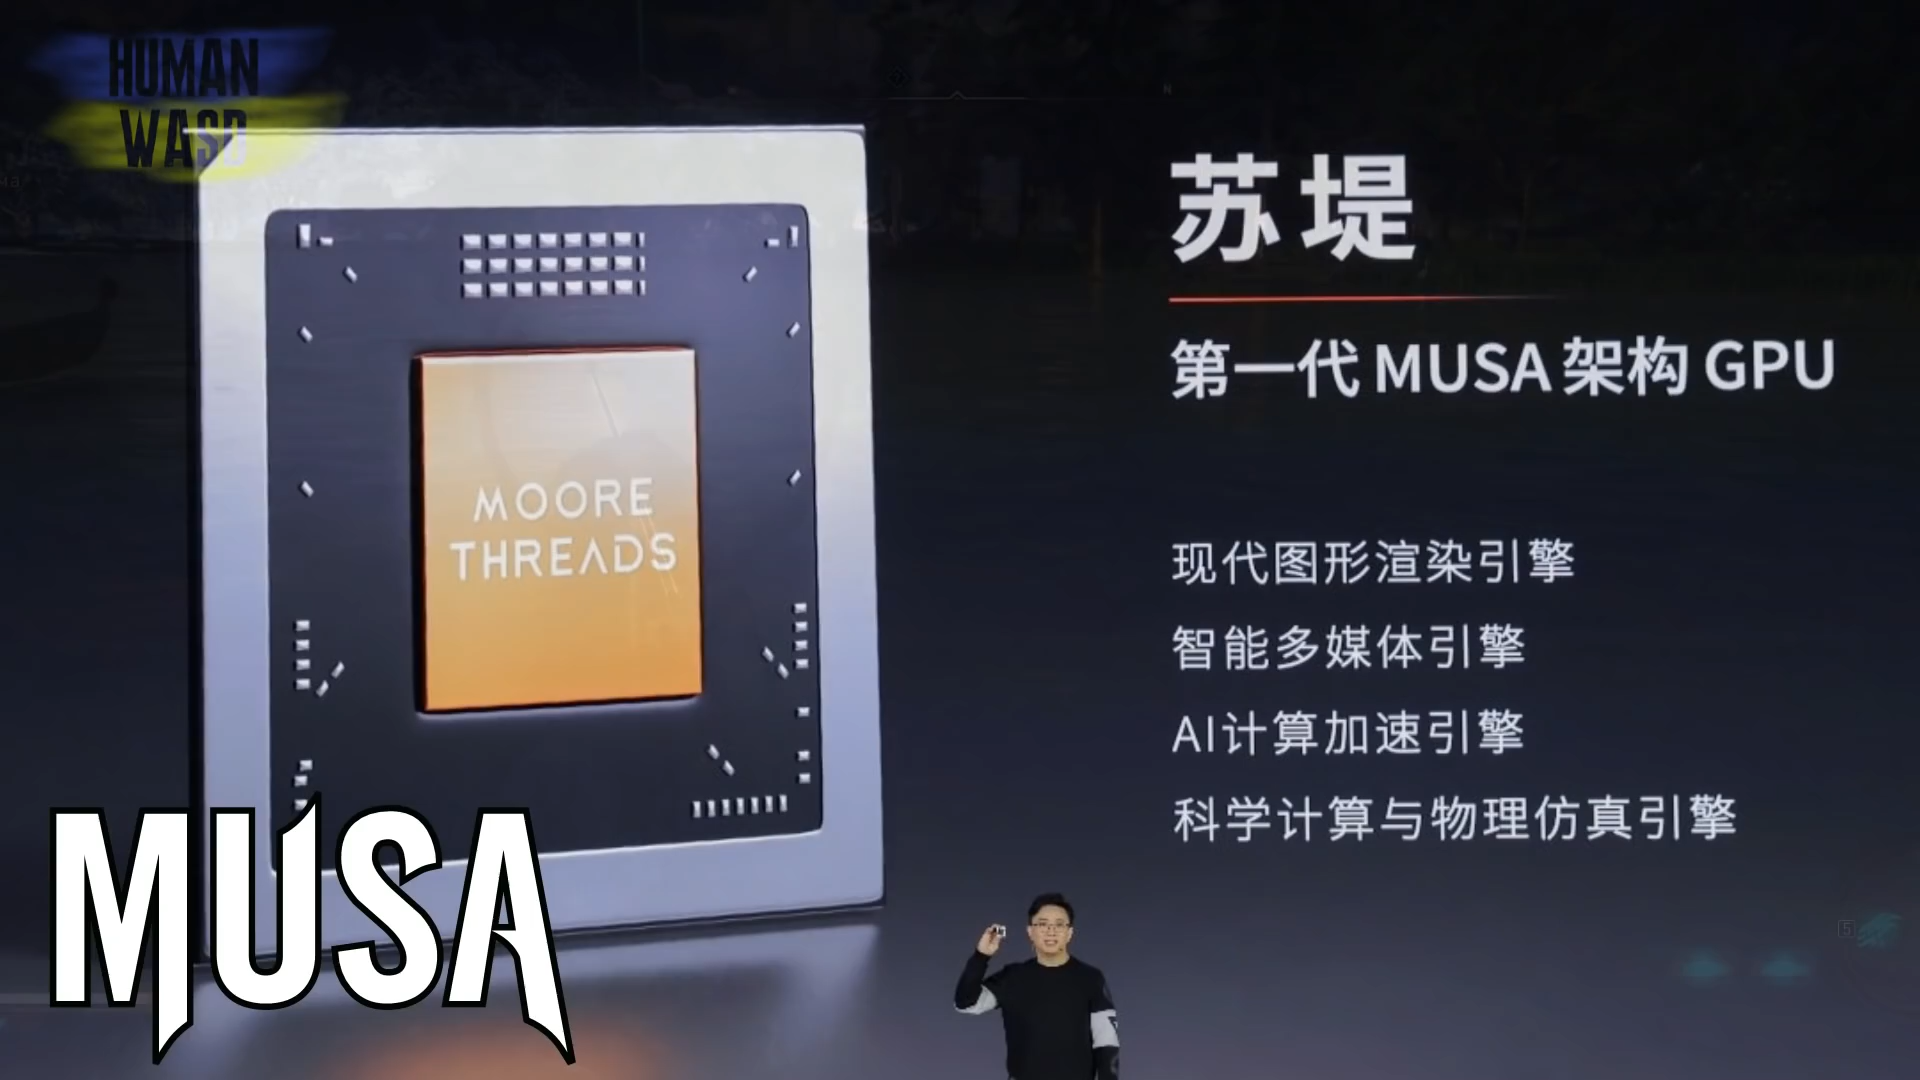 HUMAN
WASD
苏堤
第一代 MUSA 架构 GPU
MOORE
THREADS
现代图形渲染引擎
智能多媒体引擎
AI计算加速引擎
科学计算与物理仿真引擎
MUSA
N
5